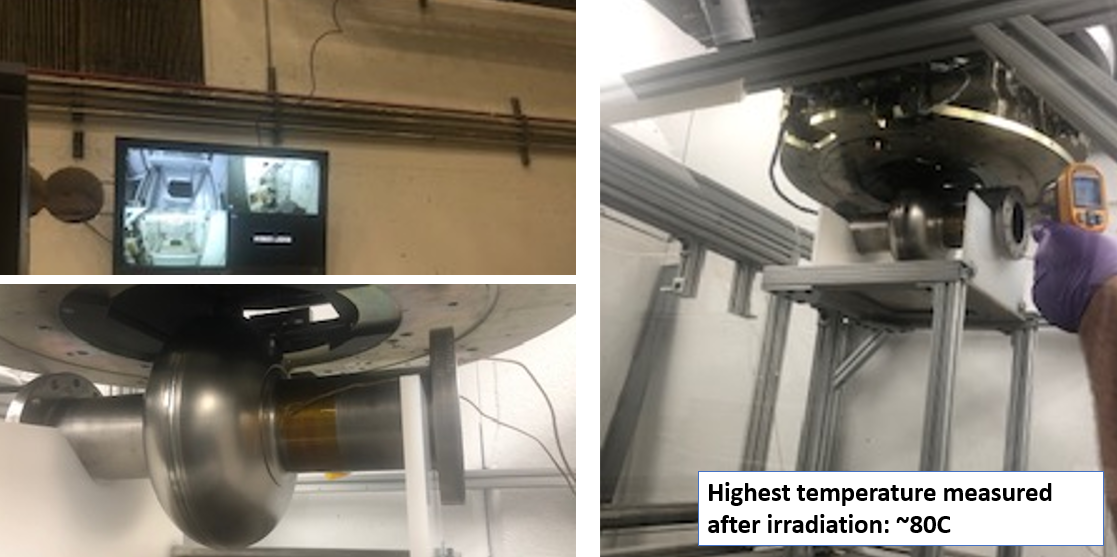 Highest temperature measured
after irradiation: ~80C